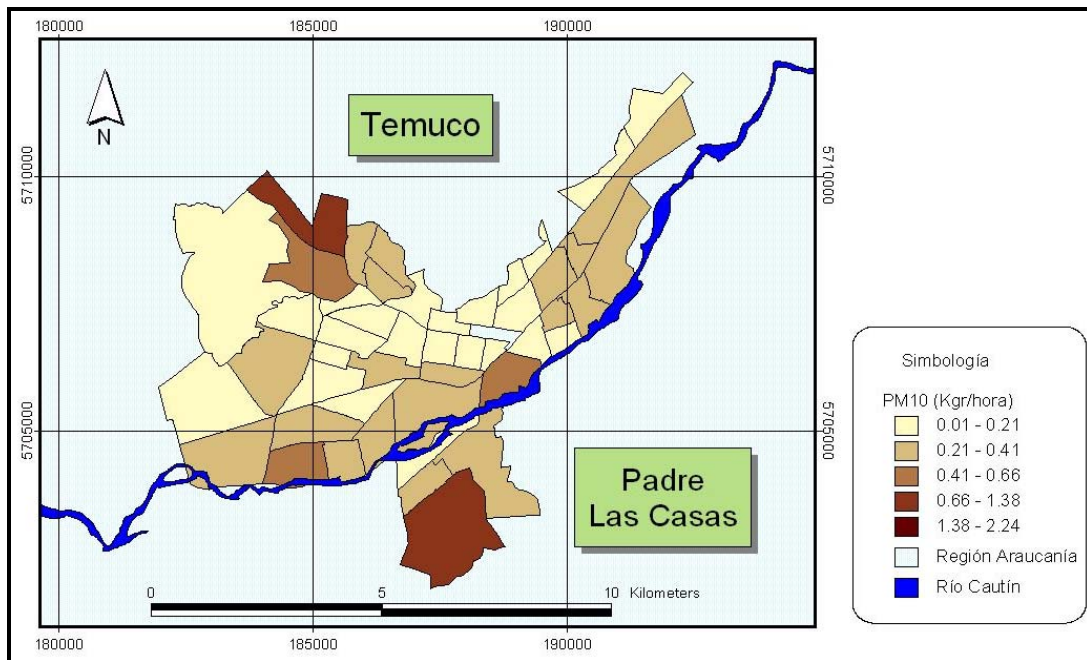 180000 185000 190000
Temuco
N
5710000 5710000
5705000 5705000
Padre
Las Casas
0 5 10 Kilometers
180000 185000 190000
Simbología
PM10 (Kgr/hora)
0.01 - 0.21
0.21 - 0.41
0.41 - 0.66
0.66 - 1.38
1.38 - 2.24
Región Araucanía
Río Cautín